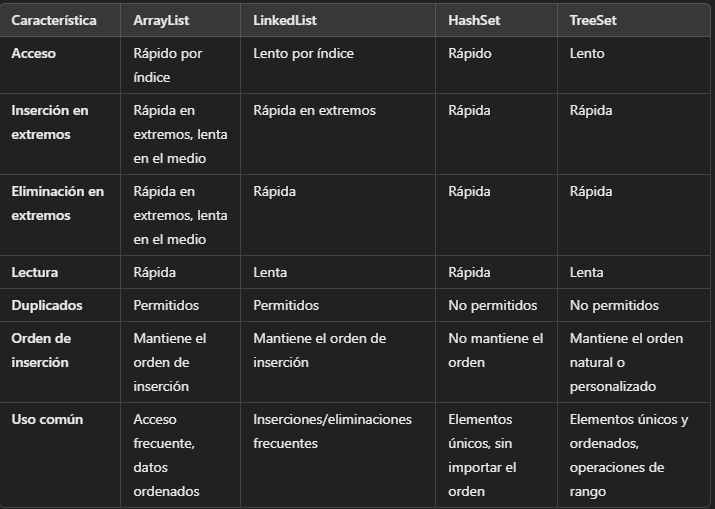 Característica ArrayList LinkedList HashSet TreeSet
Acceso Rápido por Lento por índice Rápido Lento
índice
Inserción en Rápida en Rápida en extremos Rápida Rápida
extremos extremos, lenta
en el medio
Eliminación en Rápida en Rápida Rápida Rápida
extremos extremos, lenta
en el medio
Lectura Rápida Lenta Rápida Lenta
Duplicados Permitidos Permitidos No permitidos No permitidos
Orden de Mantiene el Mantiene el orden de No mantiene el Mantiene el orden
inserción orden de inserción orden natural o
inserción personalizado
Uso común Acceso Inserciones/eliminaciones Elementos Elementos únicos y
frecuente, frecuentes únicos, sin ordenados,
datos importar el operaciones de
ordenados orden rango